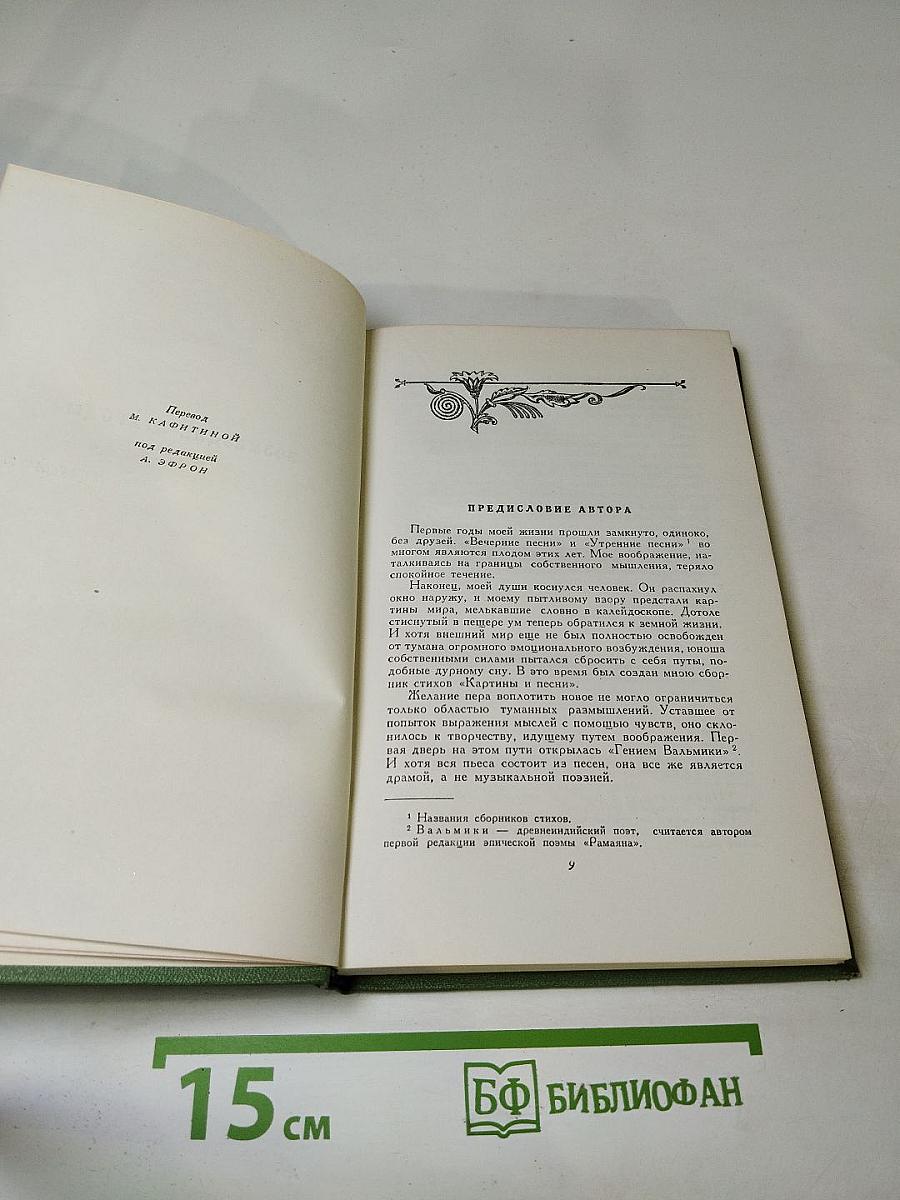 Перевод
М. КАФИТИНОЙ
под редакцией
А. ЭФРОН
ПРЕДИСЛОВИЕ АВТОРА
Первые годы моей жизни прошли замкнуто, одиноко,
без друзей. «Вечерние песни» и «Утренние песни»¹ во
многом являются плодом этих лет. Мое воображение, на-
талкиваясь на границы собственного мышления, теряло
спокойное течение.
Наконец, моей души коснулся человек. Он распахнул
окно наружу, и моему пытливому взору предстали кар-
тины мира, мелькавшие словно в калейдоскопе. Дотоле
стиснутый в пещере ум теперь обратился к земной жизни.
И хотя внешний мир еще не был полностью освобожден
от тумана огромного эмоционального возбуждения, юноша
собственными силами пытался сбросить с себя путы, по-
добные дурному сну. В это время был создан мною сбор-
ник стихов «Картины и песни».
Желание пера воплотить новое не могло ограничиться
только областью туманных размышлений. Уставшее от
попыток выражения мыслей с помощью чувств, оно скло-
нилось к творчеству, идущему путем воображения. Пер-
вая дверь на этом пути открылась «Гением Вальмики»².
И хотя вся пьеса состоит из песен, она все же является
драмой, а не музыкальной поэзией.
¹ Названия сборников стихов.
² Вальмики — древнеиндийский поэт, считается автором
первой редакции эпической поэмы «Рамаяна».
9
15 см
БФ БИБЛИОФАН